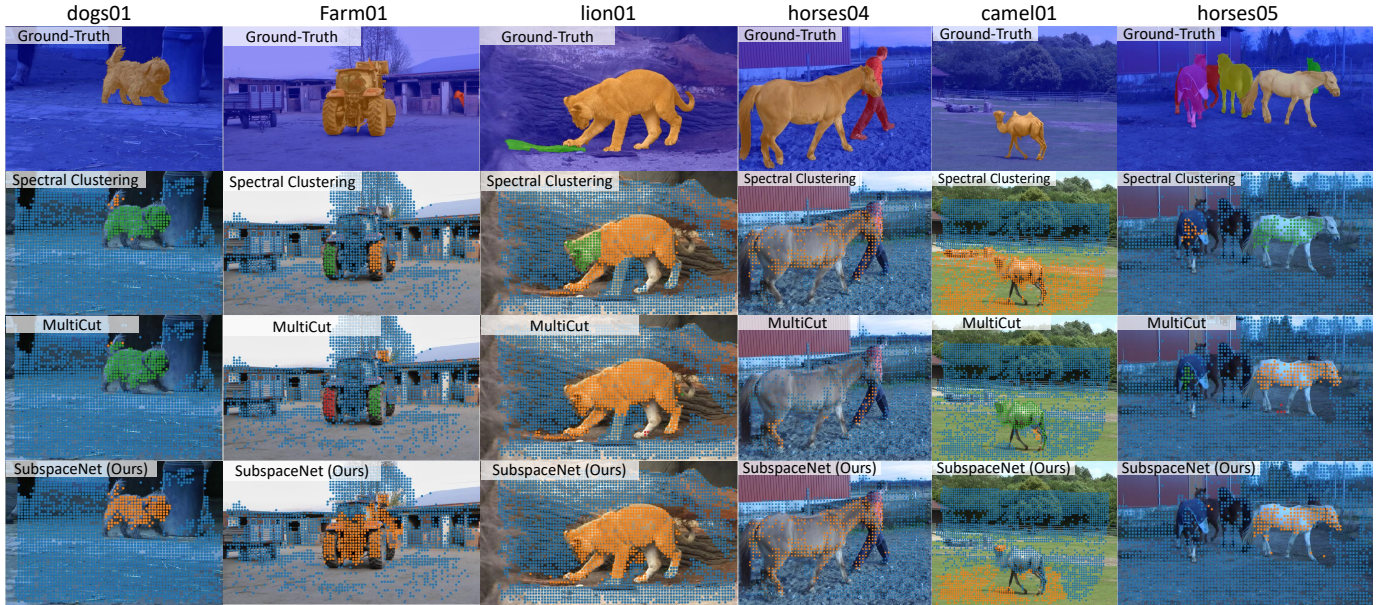 dogs01 Farm01 lion01 horses04 camel01 horses05
Ground-Truth Ground-Truth Ground-Truth Ground-Truth Ground-Truth Ground-Truth
Spectral Clustering Spectral Clustering Spectral Clustering Spectral Clustering Spectral Clustering Spectral Clustering
MultiCut MultiCut MultiCut MultiCut MultiCut MultiCut
SubspaceNet (Ours) SubspaceNet (Ours) SubspaceNet (Ours) SubspaceNet (Ours) SubspaceNet (Ours) SubspaceNet (Ours)